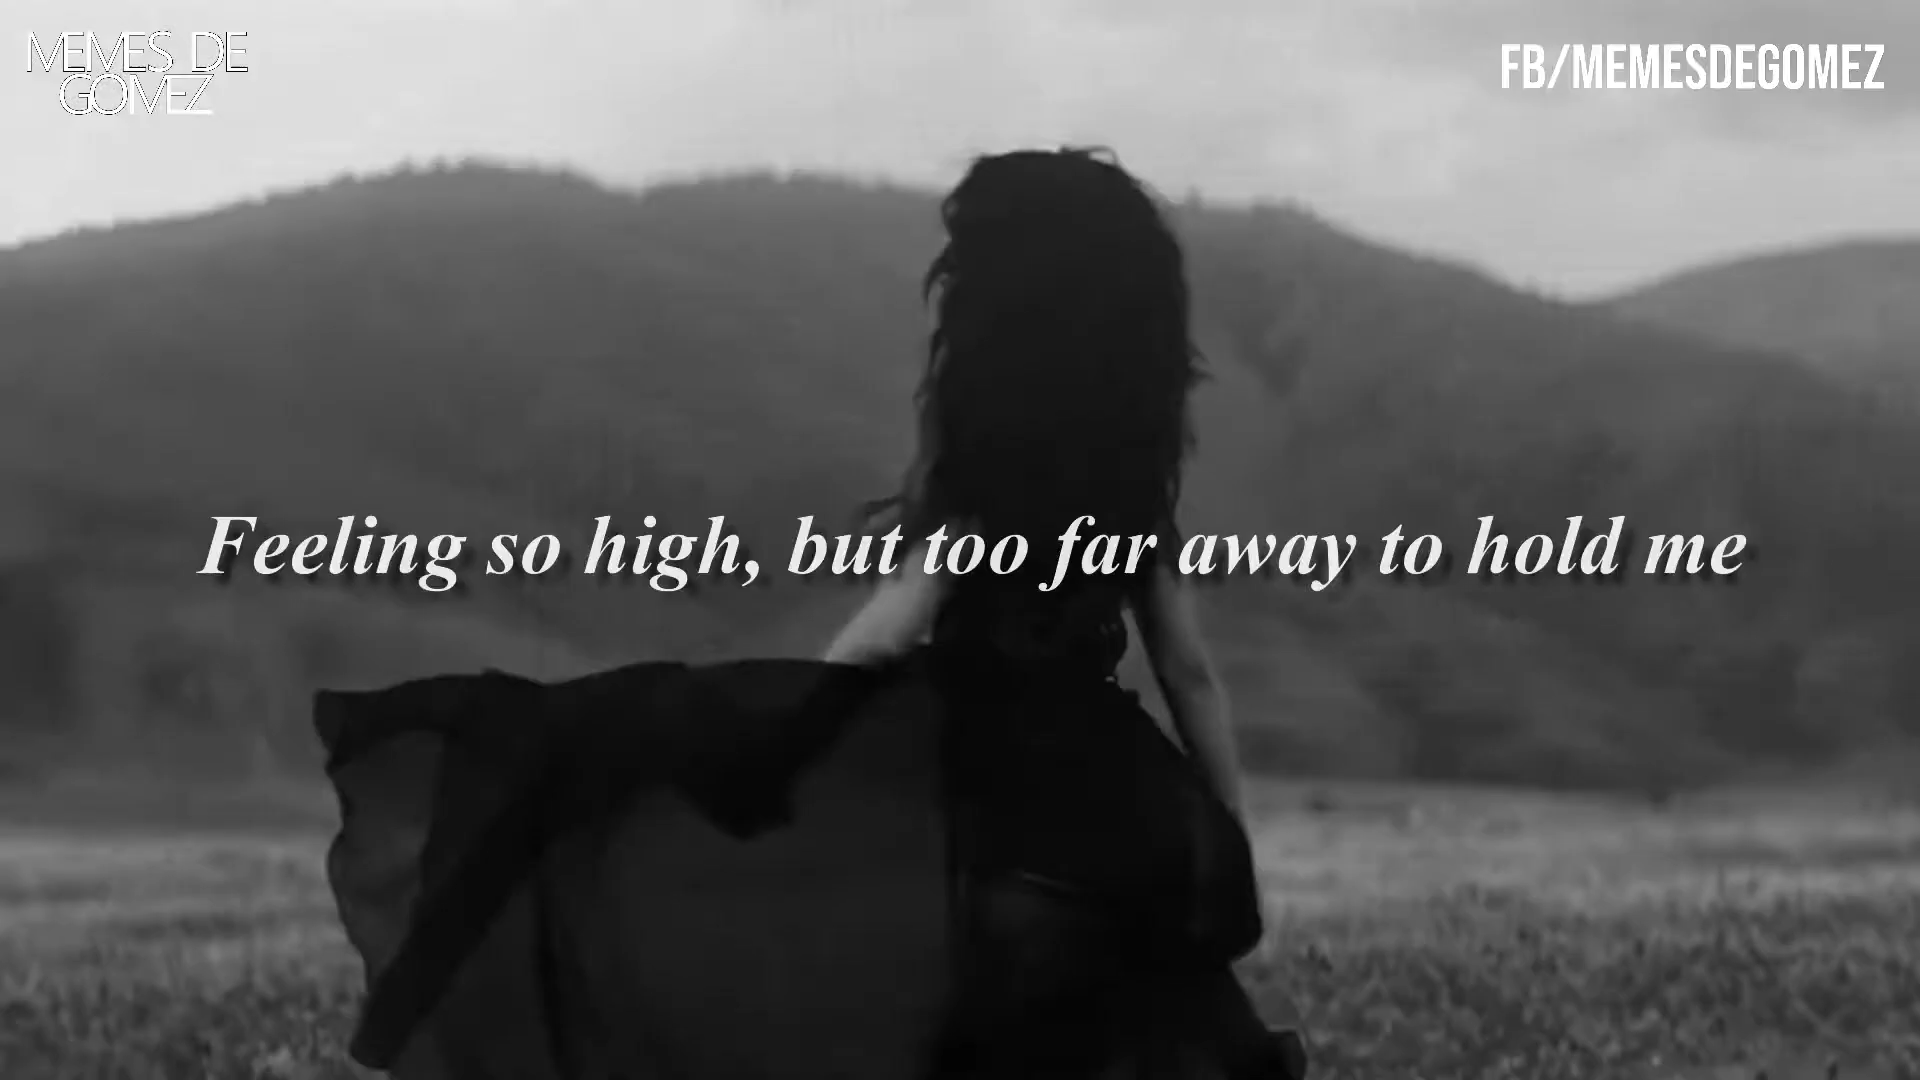 MEMES DE
GOMEZ
FB/MEMESDEGOMEZ
Feeling so high, but too far away to hold me